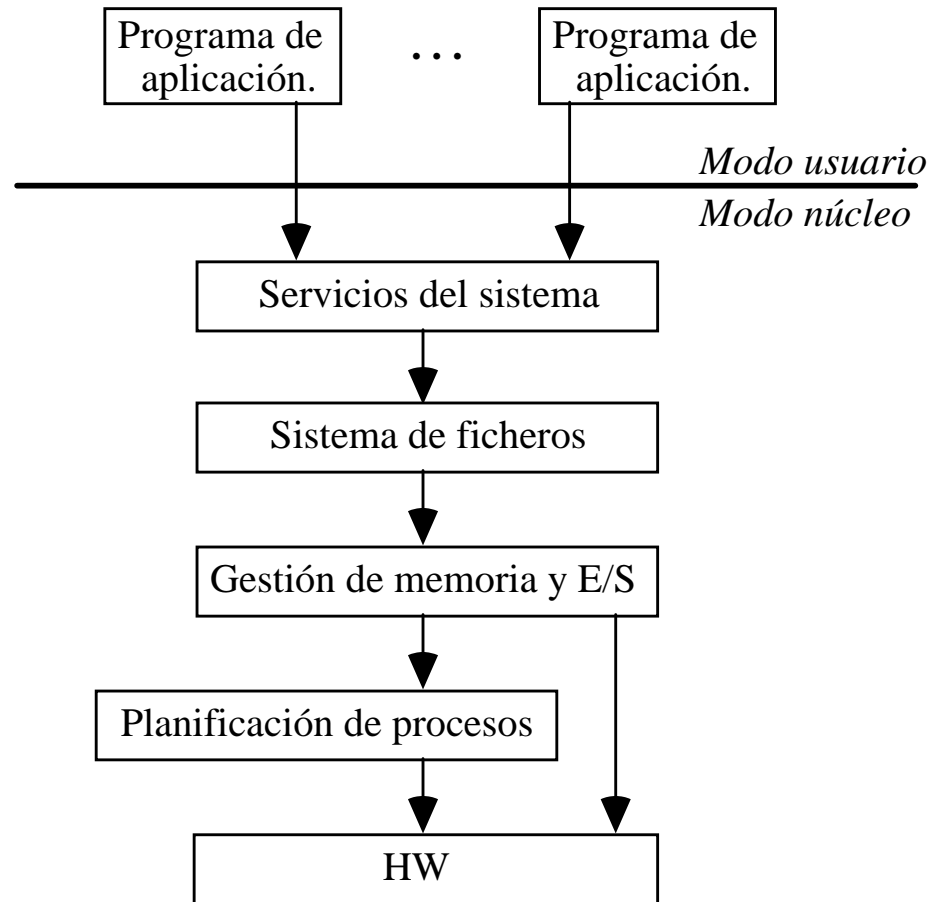 Programa de
aplicación.
...
Programa de
aplicación.
Modo usuario
Modo núcleo
Servicios del sistema
Sistema de ficheros
Gestión de memoria y E/S
Planificación de procesos
HW